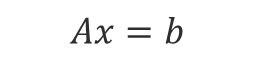 Ax = b